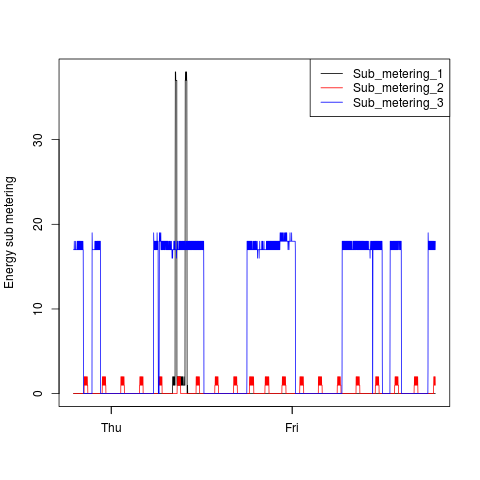 Sub_metering_1
Sub_metering_2
Sub_metering_3
Energy sub metering
30
20
10
0
Thu
Fri